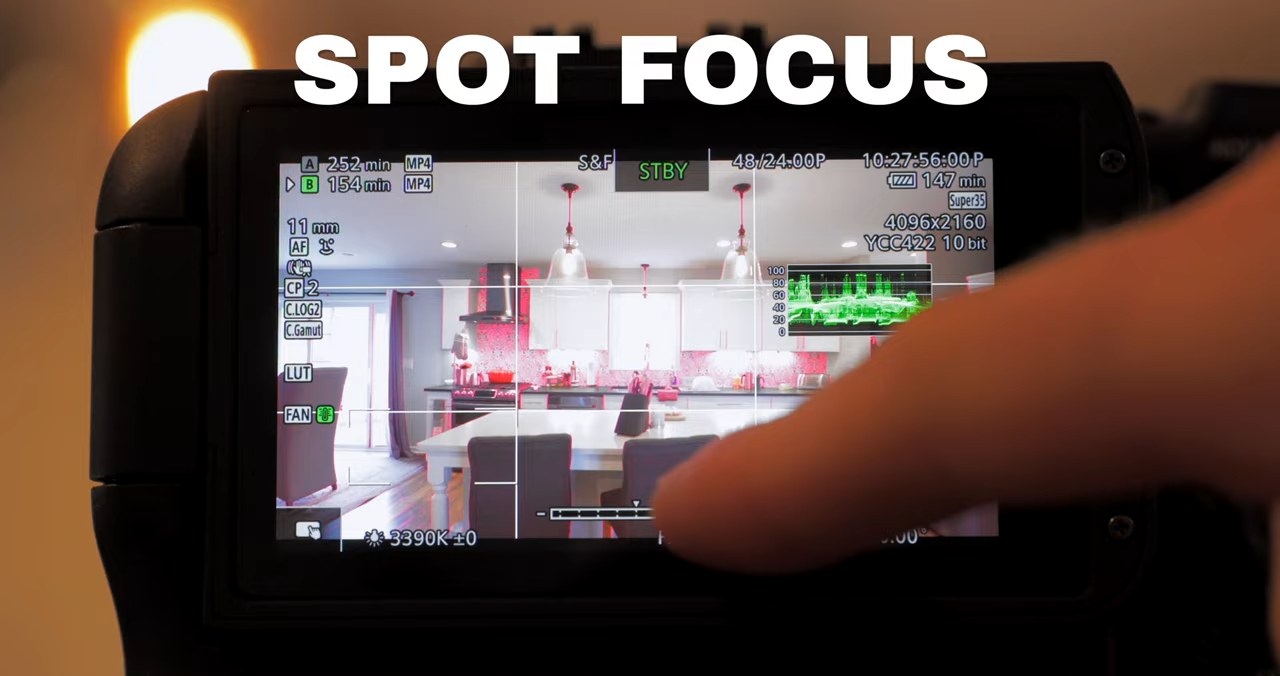 SPOT FOCUS
A 252 min MP4
B 154 min MP4
S&F
STBY
48/24.00P
10:27:56:00 P
147 min
Super35
4096x2160
YCC422 10 bit
11 mm
AF
CP 2
C.LOG2
C.Gamut
LUT
FAN
100
80
60
40
20
0
3390K ±0